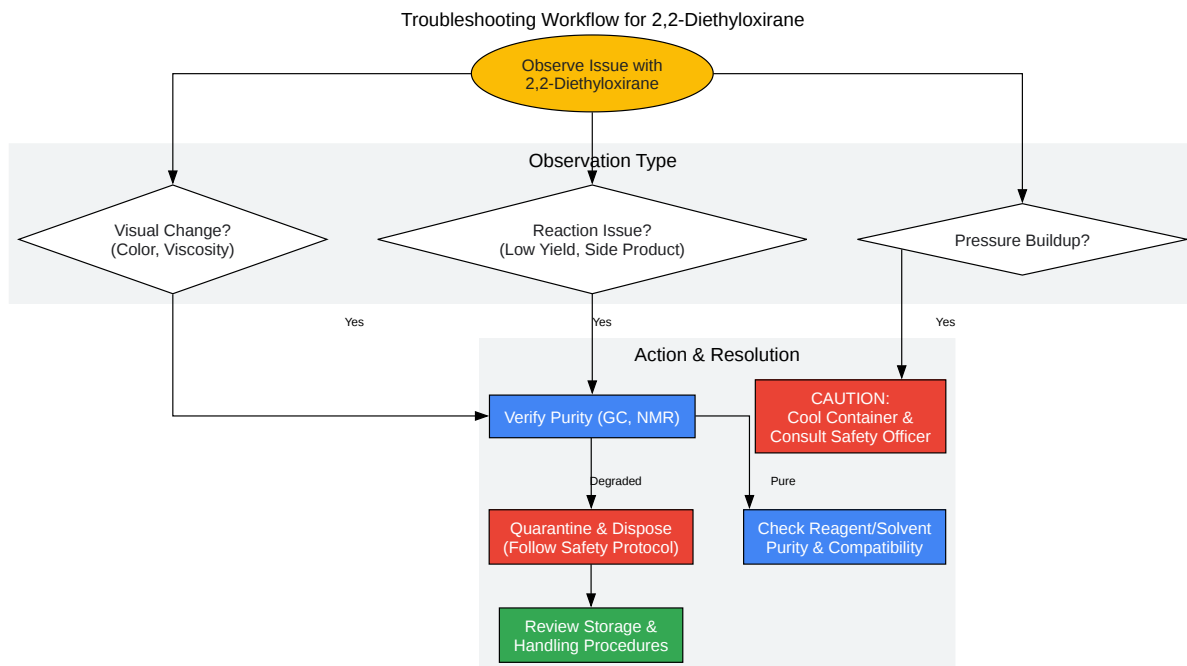 Troubleshooting Workflow for 2,2-Diethyloxirane
Observe Issue with
2,2-Diethyloxirane
Observation Type
Visual Change?
(Color, Viscosity)
Reaction Issue?
(Low Yield, Side Product)
Pressure Buildup?
Yes
Yes
Yes
Action & Resolution
Verify Purity (GC, NMR)
CAUTION:
Cool Container &
Consult Safety Officer
Degraded
Pure
Quarantine & Dispose
(Follow Safety Protocol)
Check Reagent/Solvent
Purity & Compatibility
Review Storage &
Handling Procedures